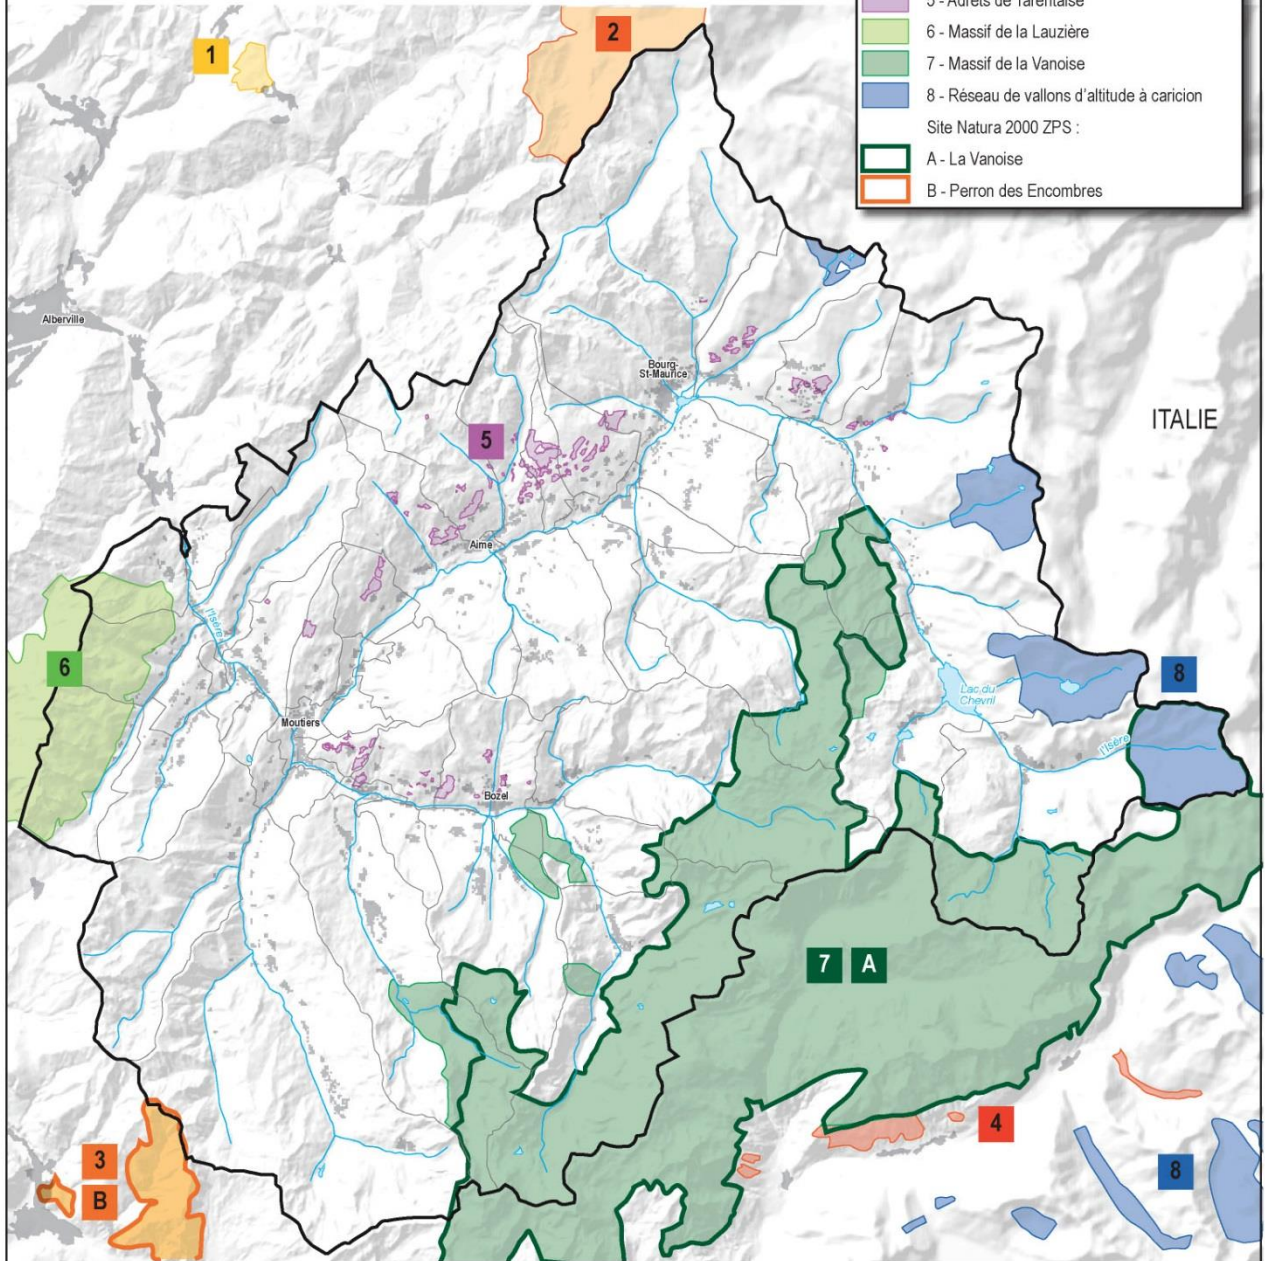 5 - Adrets de Tarentaise
6 - Massif de la Lauzière
7 - Massif de la Vanoise
8 - Réseau de vallons d'altitude à caricion
Site Natura 2000 ZPS :
A - La Vanoise
B - Perron des Encombres
1
2
Alberville
Bourg-
St-Maurice
ITALIE
5
Aime
l'Isère
6
8
Lac du
Chevril
Moutiers
l'Isère
Bozel
7 A
4
3
B
8